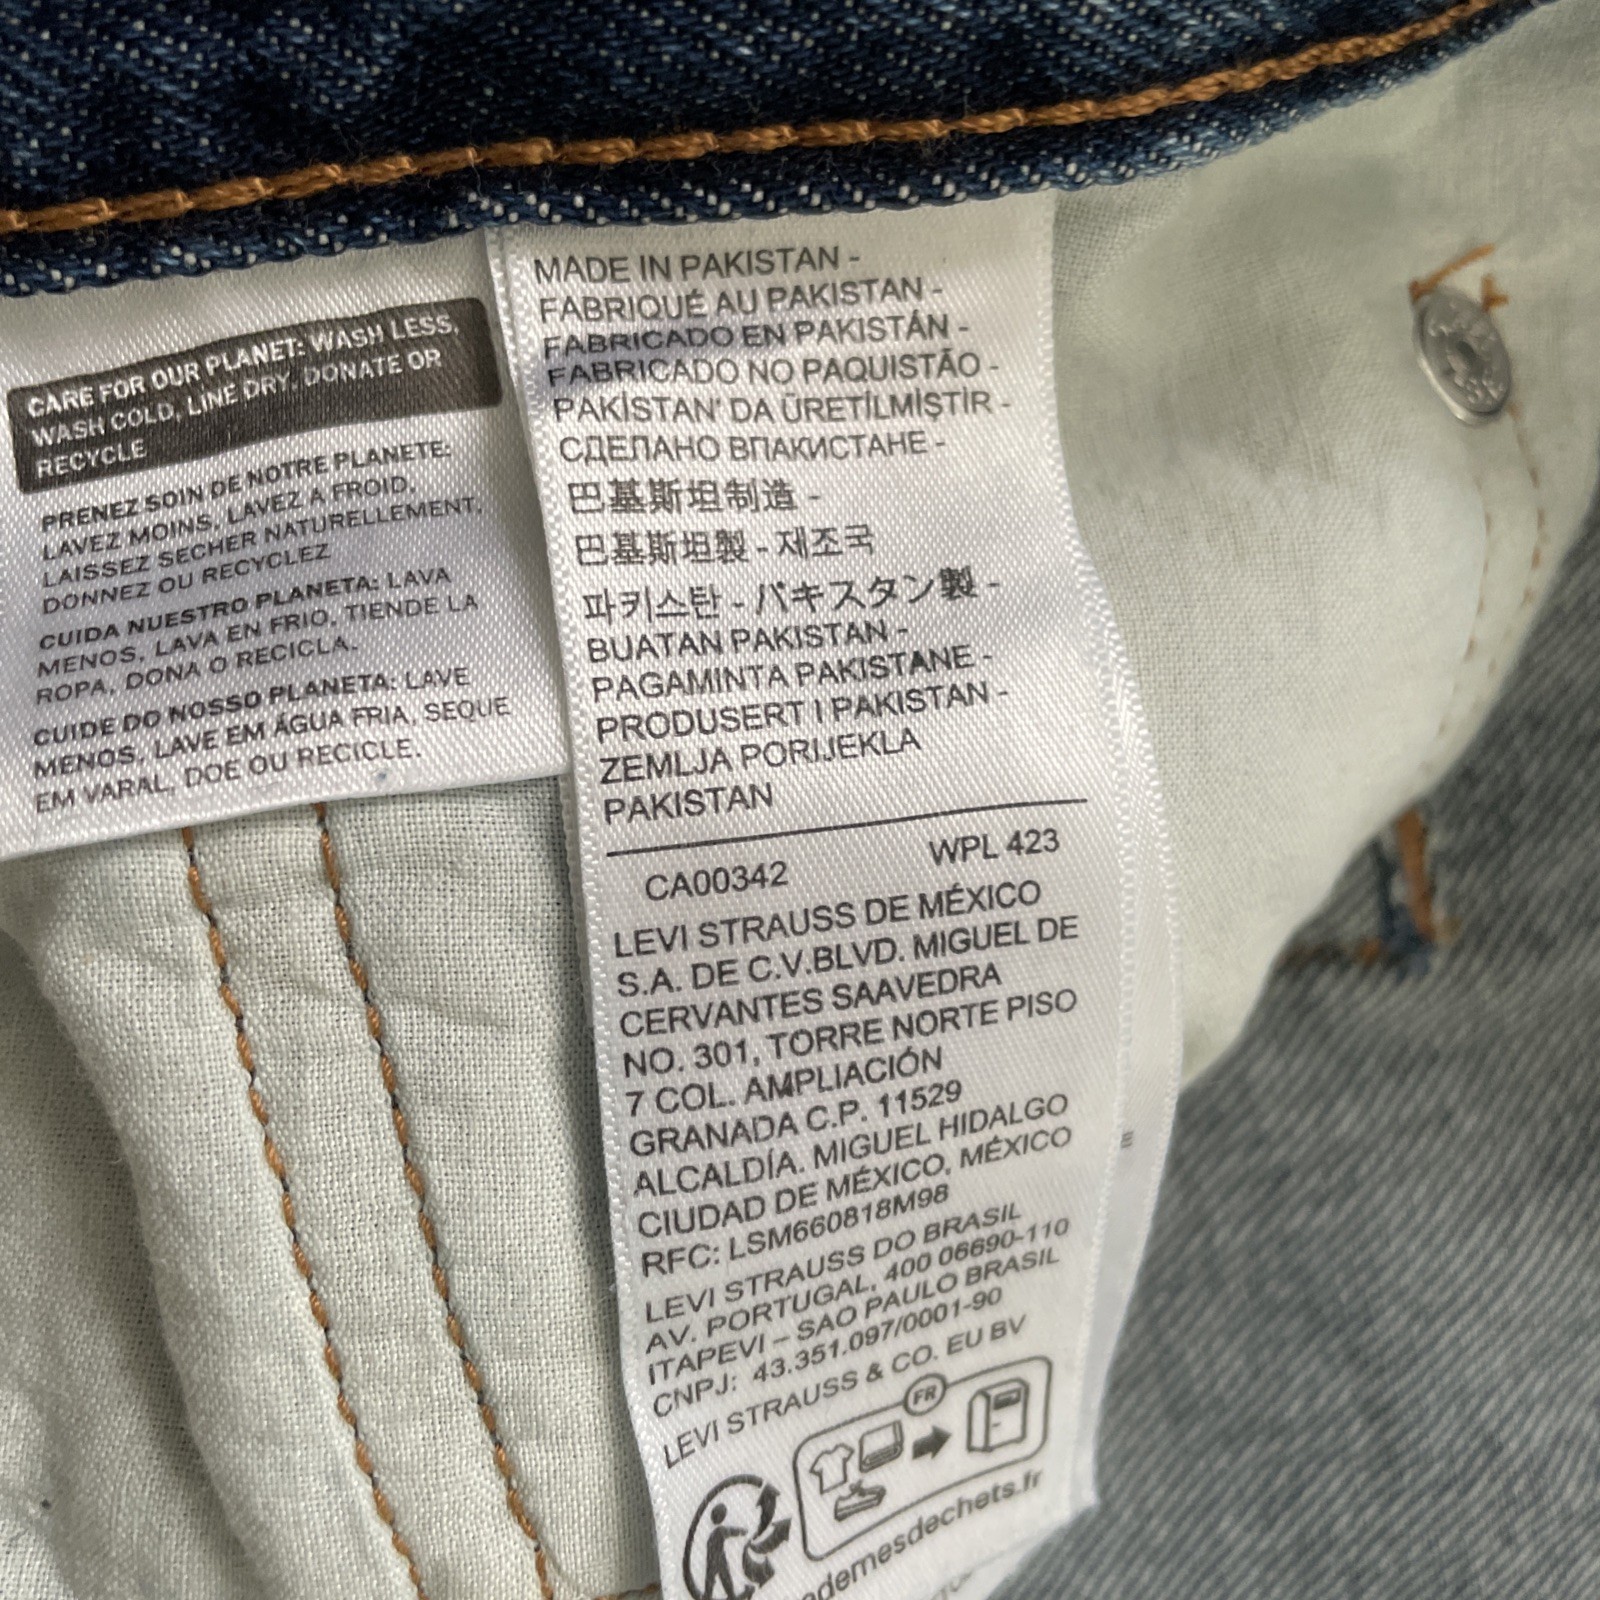 CARE FOR OUR PLANET: WASH LESS,
WASH COLD, LINE DRY, DONATE OR
RECYCLE
PRENEZ SOIN DE NOTRE PLANETE:
LAVEZ MOINS, LAVEZ A FROID,
LAISSEZ SECHER NATURELLEMENT,
DONNEZ OU RECYCLEZ
CUIDA NUESTRO PLANETA: LAVA
MENOS, LAVA EN FRIO, TIENDE LA
ROPA, DONA O RECICLA.
CUIDE DO NOSSO PLANETA: LAVE
MENOS, LAVE EM ÁGUA FRIA, SEQUE
EM VARAL, DOE OU RECICLE.
MADE IN PAKISTAN -
FABRIQUÉ AU PAKISTAN -
FABRICADO EN PAKISTÁN -
FABRICADO NO PAQUISTÃO -
PAKİSTAN' DA ÜRETİLMİŞTİR -
СДЕЛАНО ВПАКИСТАНЕ -
巴基斯坦制造 -
巴基斯坦製 - 제조국
파키스탄 - パキスタン製 -
BUATAN PAKISTAN -
PAGAMINTA PAKISTANE -
PRODUSERT I PAKISTAN -
ZEMLJA PORIJEKLA
PAKISTAN
CA00342 WPL 423
LEVI STRAUSS DE MÉXICO
S.A. DE C.V.BLVD. MIGUEL DE
CERVANTES SAAVEDRA
NO. 301, TORRE NORTE PISO
7 COL. AMPLIACIÓN
GRANADA C.P. 11529
ALCALDÍA. MIGUEL HIDALGO
CIUDAD DE MÉXICO, MÉXICO
RFC: LSM660818M98
LEVI STRAUSS DO BRASIL
AV. PORTUGAL, 400 06690-110
ITAPEVI – SAO PAULO BRASIL
CNPJ: 43.351.097/0001-90
LEVI STRAUSS & CO. EU BV
FR
demesdechets.fr